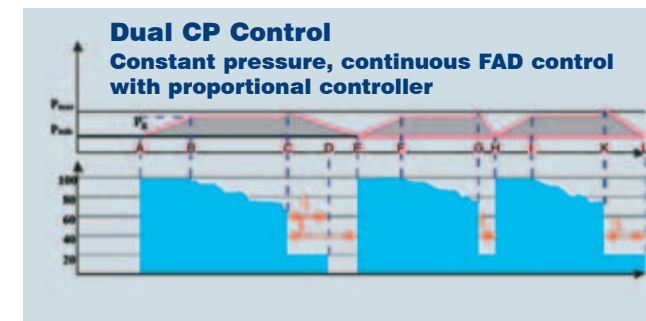 Dual CP Control
Constant pressure, continuous FAD control
with proportional controller
Pmax
Pmin
A B C D E F G H I K L
100
80
60
40
20